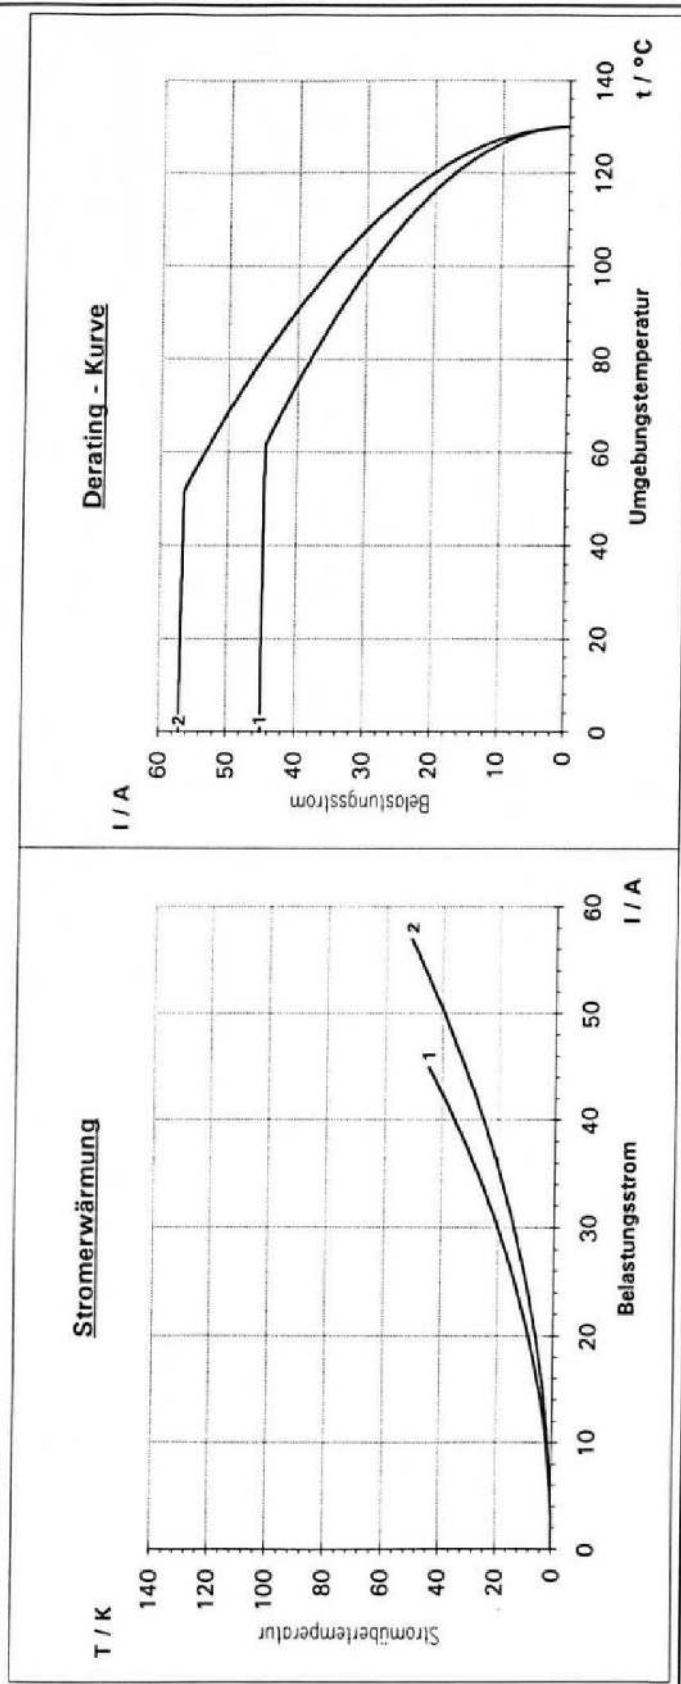 Stromerwärmung
T / K
140
120
100
80
60
40
20
0
Stromübertemperatur
1
2
0 10 20 30 40 50 60
Belastungsstrom
I / A
Derating - Kurve
I / A
60
50
40
30
20
10
0
Belastungsstrom
2
1
0 20 40 60 80 100 120 140
Umgebungstemperatur
t / °C